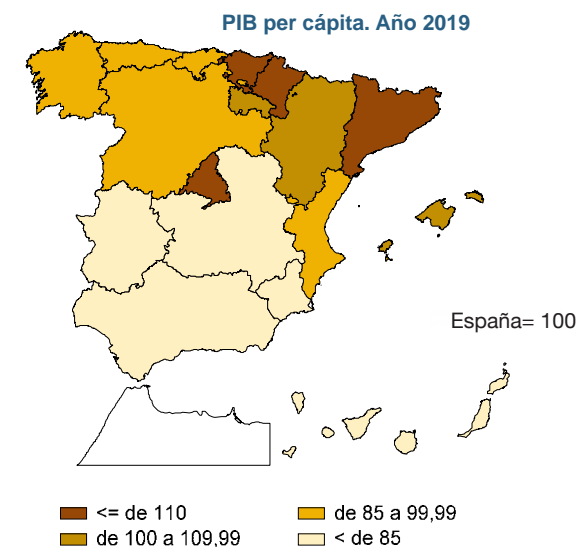 PIB per cápita. Año 2019
España= 100
<= de 110
de 85 a 99,99
de 100 a 109,99
< de 85